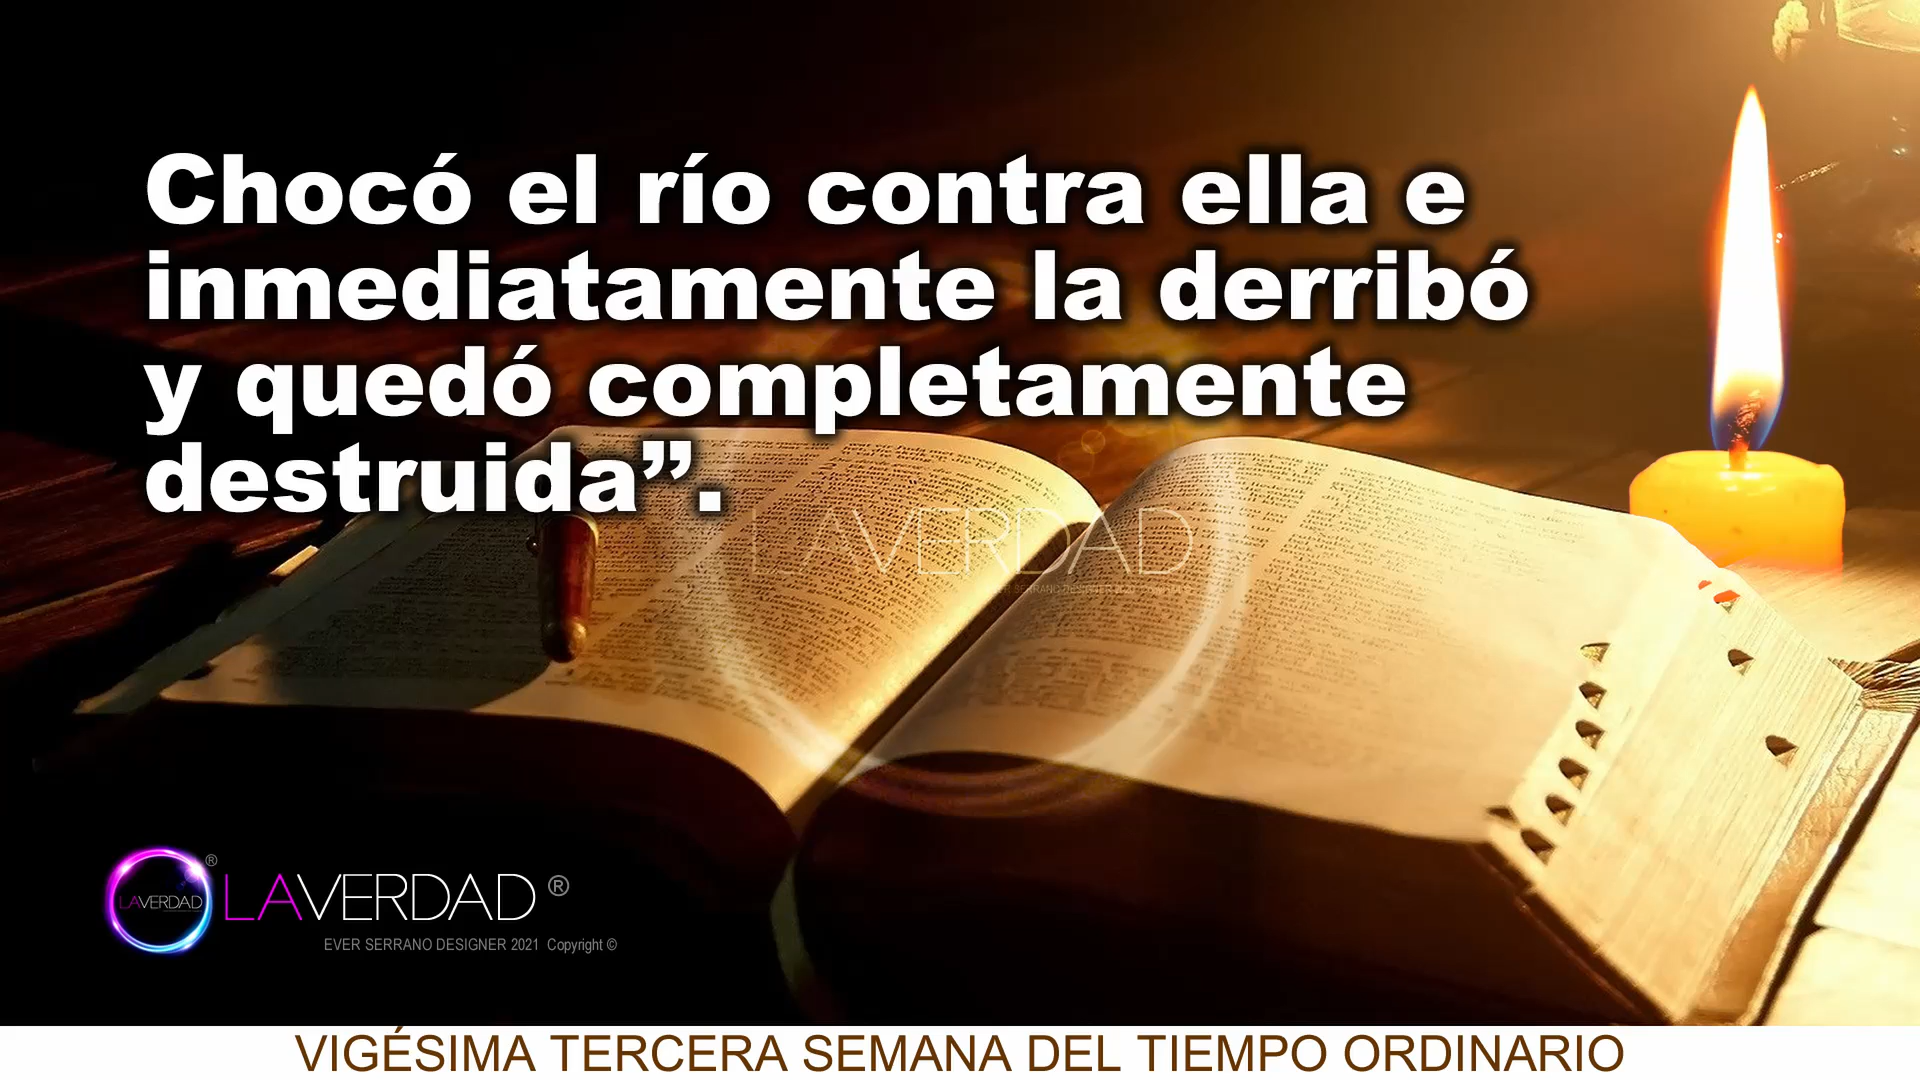 Chocó el río contra ella e
inmediatamente la derribó
y quedó completamente
destruida”.
LAVERDAD
LAVERDAD ®
LAVERDAD ®
EVER SERRANO DESIGNER 2021 Copyright ©
VIGÉSIMA TERCERA SEMANA DEL TIEMPO ORDINARIO